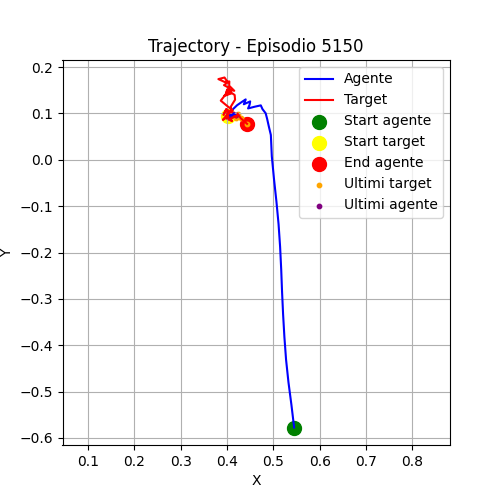 Trajectory - Episodio 5150
Agente
Target
Start agente
Start target
End agente
Ultimi target
Ultimi agente
0.2
0.1
0.0
−0.1
−0.2
−0.3
−0.4
−0.5
−0.6
Y
0.1 0.2 0.3 0.4 0.5 0.6 0.7 0.8
X